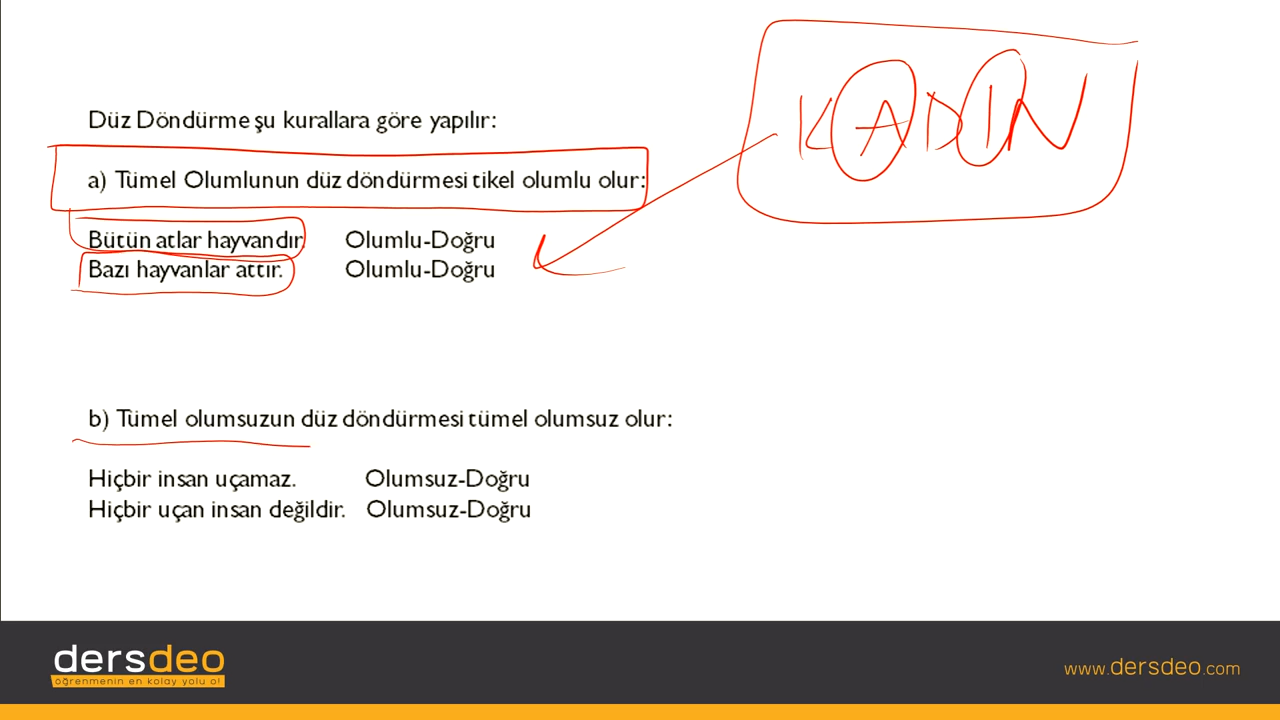 KADIN
Düz Döndürme şu kurallara göre yapılır:
a) Tümel Olumlunun düz döndürmesi tikel olumlu olur:
Bütün atlar hayvandır. Olumlu-Doğru
Bazı hayvanlar attır. Olumlu-Doğru
b) Tümel olumsuzun düz döndürmesi tümel olumsuz olur:
Hiçbir insan uçamaz. Olumsuz-Doğru
Hiçbir uçan insan değildir. Olumsuz-Doğru
dersdeo
öğrenmenin en kolay yolu o!
www.dersdeo.com